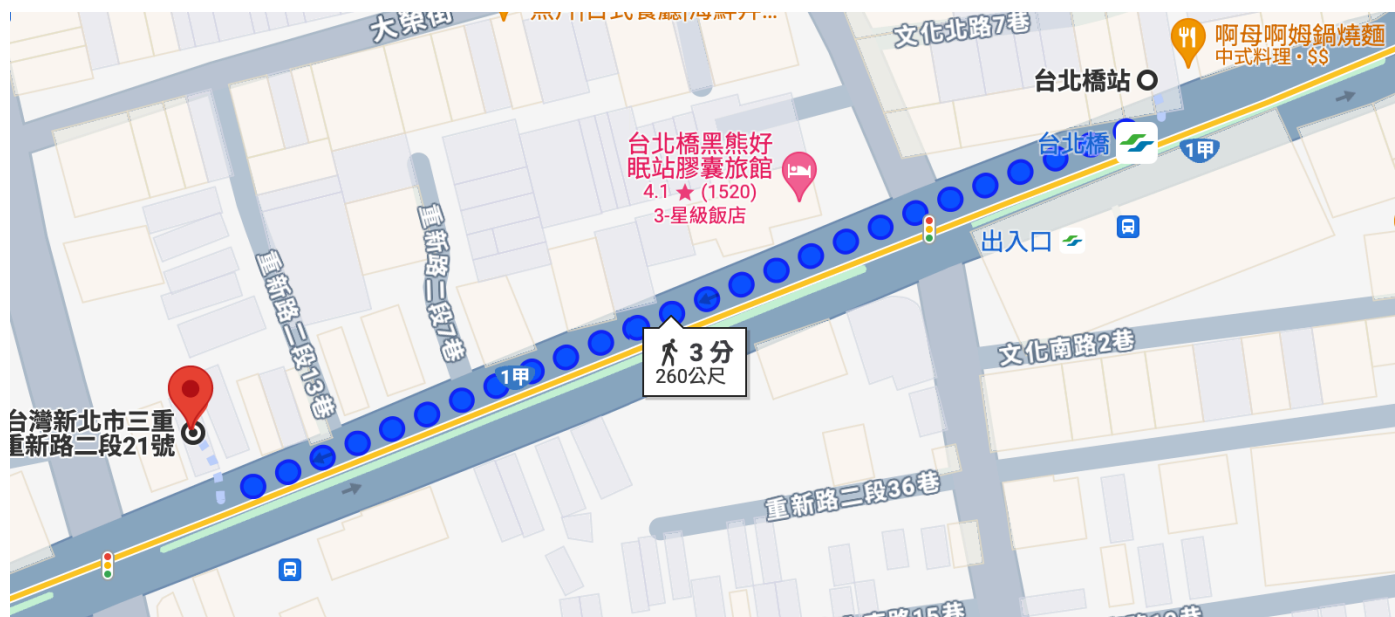 大榮街
文化北路7巷
啊母啊姆鍋燒麵
中式料理・$$
台北橋站
台北橋
1甲
台北橋黑熊好
眠站膠囊旅館
4.1 ★ (1520)
3-星級飯店
出入口
重新路二段7巷
重新路二段13巷
3 分
260公尺
1甲
文化南路2巷
台灣新北市三重
重新路二段21號
重新路二段36巷